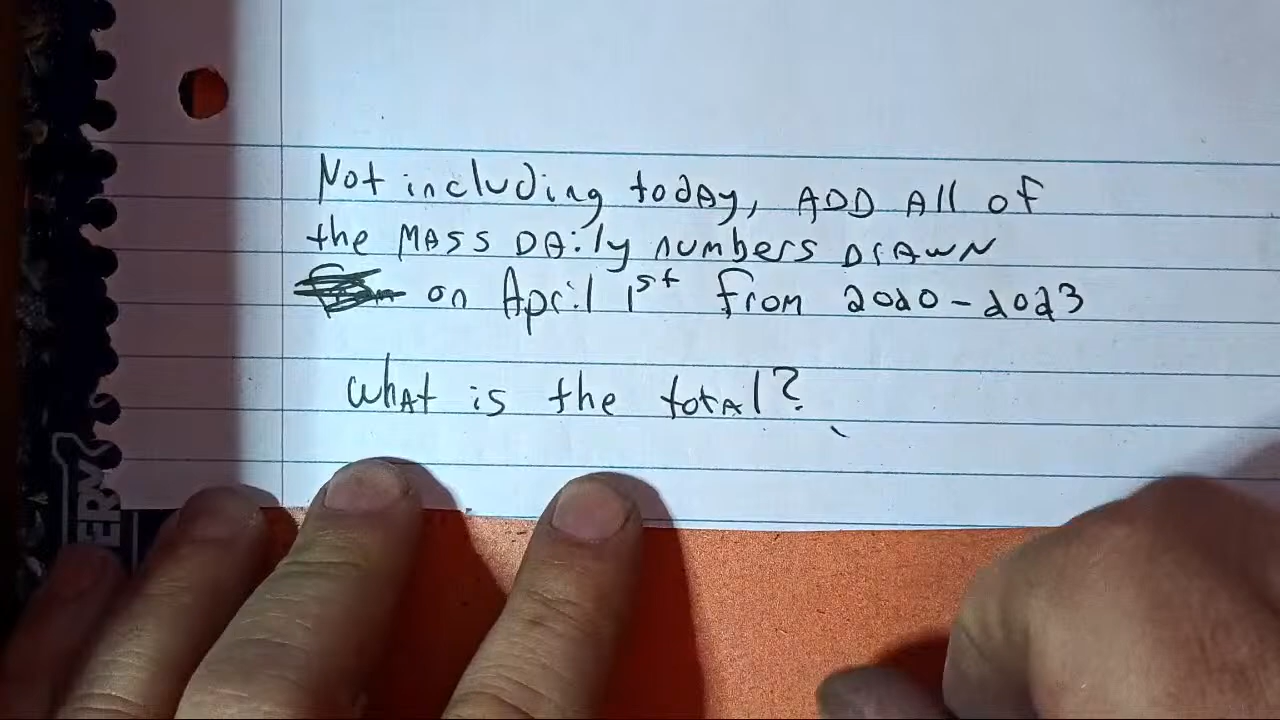 Not including today, ADD All of
the MASS DAily numbers DrAwN
on April 1st from 2020-2023
What is the total?
ERY